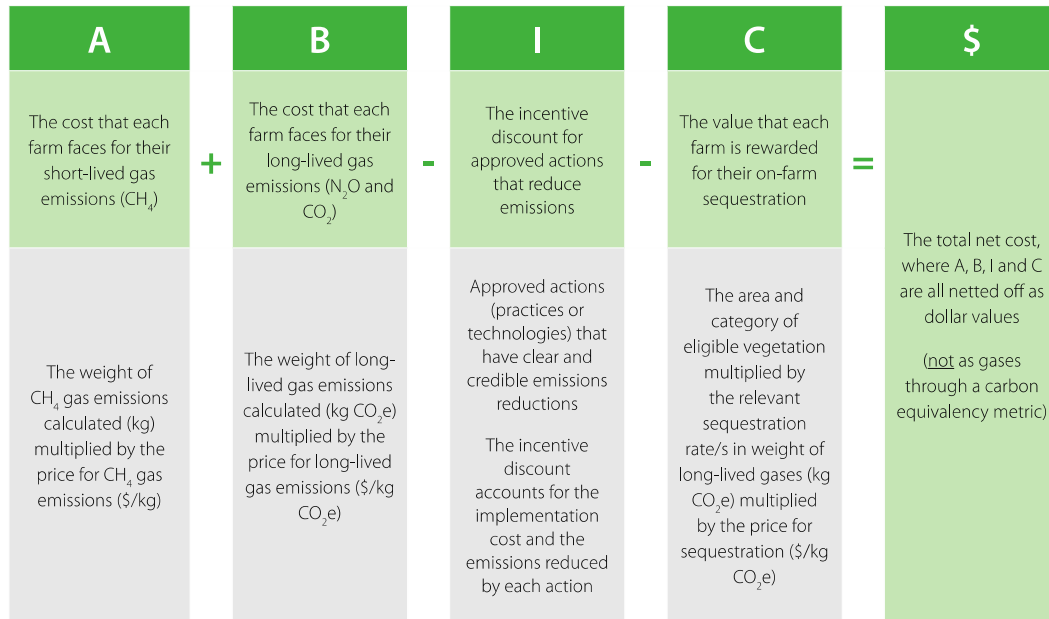 A
The cost that each
farm faces for their
short-lived gas
emissions (CH₄)
The weight of
CH₄ gas emissions
calculated (kg)
multiplied by the
price for CH₄ gas
emissions ($/kg)
+
B
The cost that each
farm faces for their
long-lived gas
emissions (N₂O and
CO₂)
The weight of long-
lived gas emissions
calculated (kg CO₂e)
multiplied by the
price for long-lived
gas emissions ($/kg
CO₂e)
-
I
The incentive
discount for
approved actions
that reduce
emissions
Approved actions
(practices or
technologies) that
have clear and
credible emissions
reductions
The incentive
discount
accounts for the
implementation
cost and the
emissions reduced
by each action
-
C
The value that each
farm is rewarded
for their on-farm
sequestration
The area and
category of
eligible vegetation
multiplied by
the relevant
sequestration
rate/s in weight of
long-lived gases (kg
CO₂e) multiplied
by the price for
sequestration ($/kg
CO₂e)
=
$
The total net cost,
where A, B, I and C
are all netted off as
dollar values
(not as gases
through a carbon
equivalency metric)